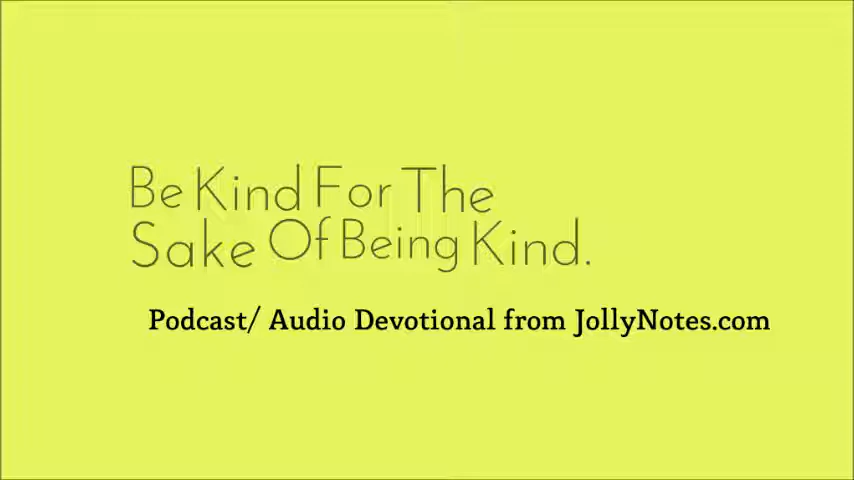 Be Kind For The
Sake Of Being Kind.
Podcast/ Audio Devotional from JollyNotes.com